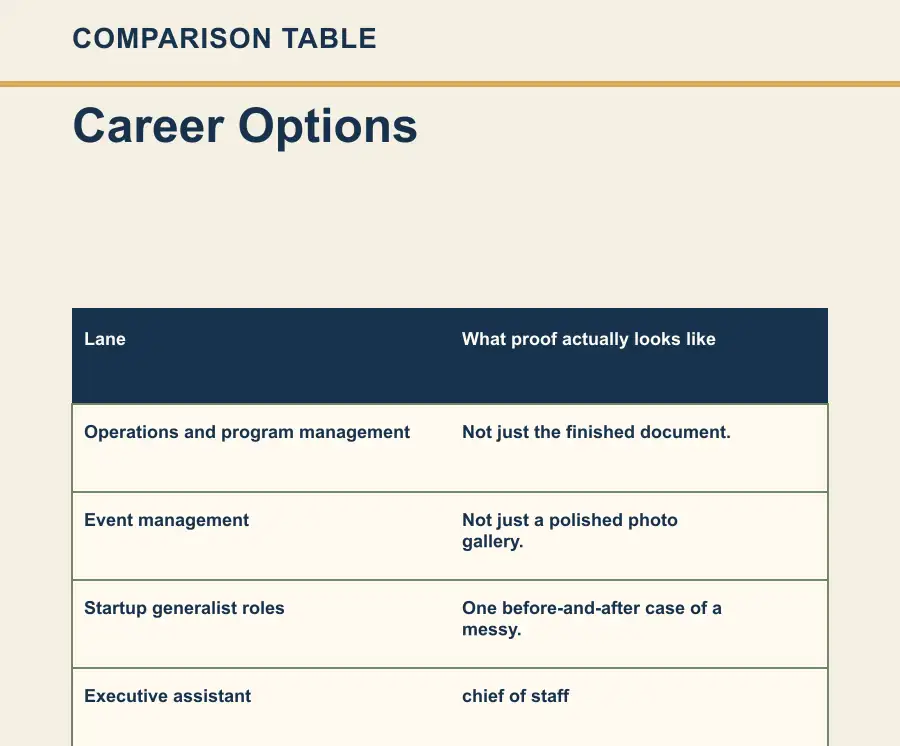 COMPARISON TABLE
Career Options
Lane
What proof actually looks like
Operations and program management
Not just the finished document.
Event management
Not just a polished photo
gallery.
Startup generalist roles
One before-and-after case of a
messy.
Executive assistant
chief of staff